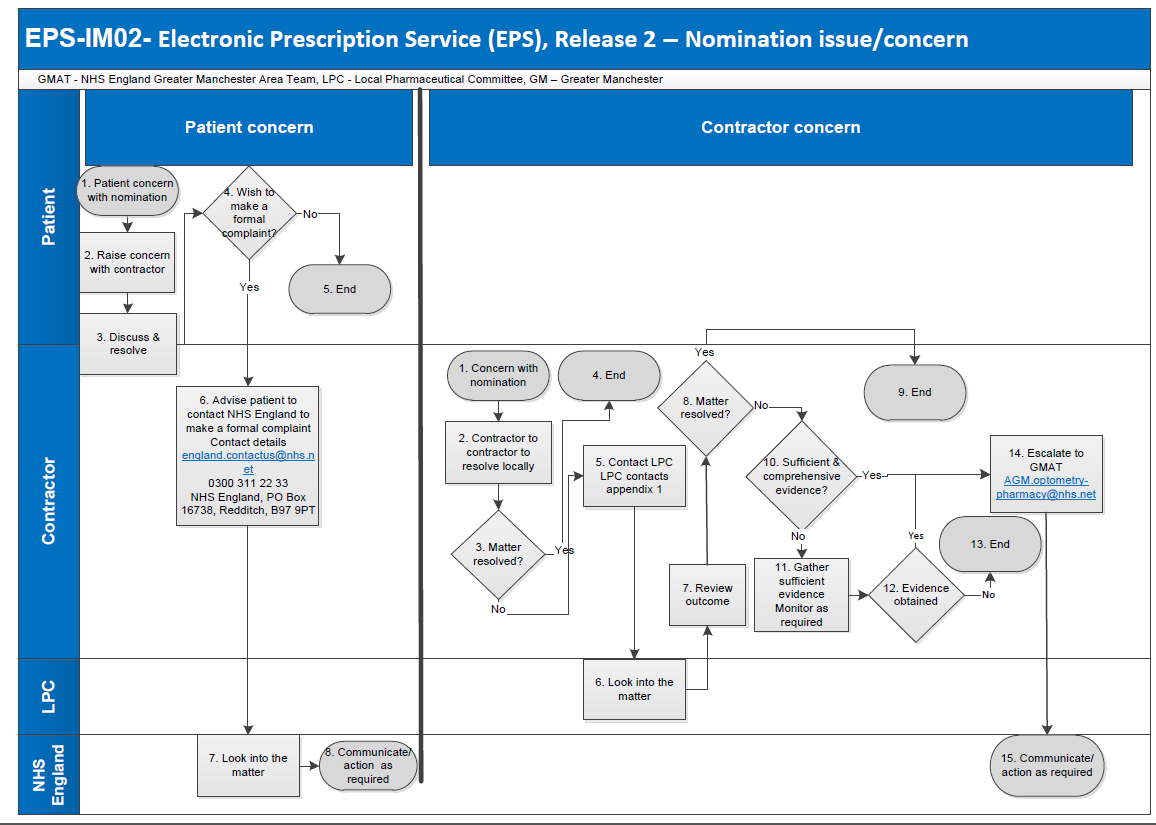 EPS-IM02- Electronic Prescription Service (EPS), Release 2 – Nomination issue/concern
GMAT - NHS England Greater Manchester Area Team, LPC - Local Pharmaceutical Committee, GM – Greater Manchester
Patient concern
Contractor concern
Patient
1. Patient concern
with nomination
2. Raise concern
with contractor
3. Discuss &
resolve
4. Wish to
make a
formal
complaint?
No
Yes
5. End
Contractor
6. Advise patient to
contact NHS England to
make a formal complaint
Contact details
england.contactus@nhs.n
et
0300 311 22 33
NHS England, PO Box
16738, Redditch, B97 9PT
1. Concern with
nomination
2. Contractor to
contractor to
resolve locally
3. Matter
resolved?
Yes
No
4. End
5. Contact LPC
LPC contacts
appendix 1
7. Review
outcome
Yes
8. Matter
resolved?
No
9. End
10. Sufficient &
comprehensive
evidence?
Yes
No
11. Gather
sufficient
evidence
Monitor as
required
Yes
12. Evidence
obtained
No
13. End
14. Escalate to
GMAT
AGM.optometry-
pharmacy@nhs.net
LPC
6. Look into the
matter
NHS
England
7. Look into the
matter
8. Communicate/
action as
required
15. Communicate/
action as required